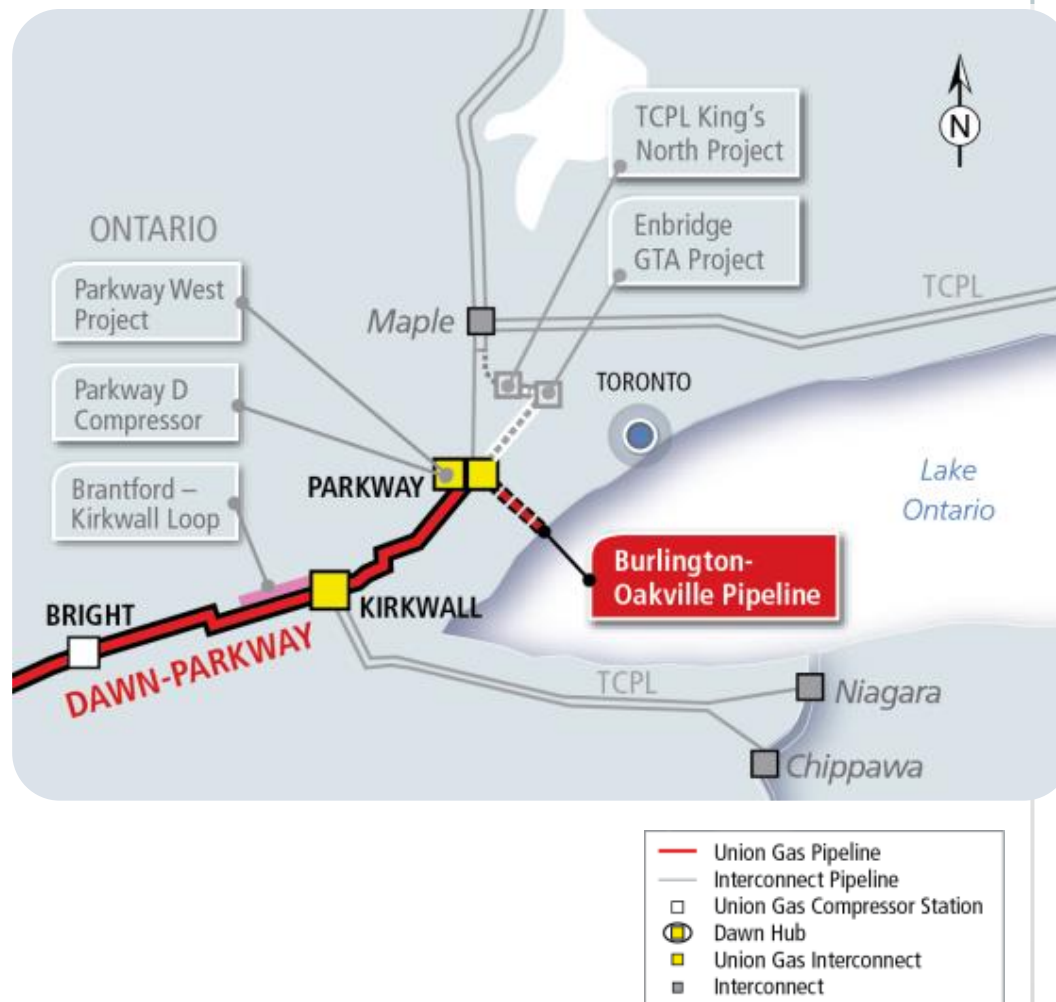 TCPL King's
North Project
N
Enbridge
GTA Project
ONTARIO
Parkway West
Project
TCPL
Maple
Parkway D
Compressor
TORONTO
Brantford –
Kirkwall Loop
PARKWAY
Lake
Ontario
Burlington-
Oakville Pipeline
BRIGHT
KIRKWALL
DAWN-PARKWAY
TCPL
Niagara
Chippawa
Union Gas Pipeline
Interconnect Pipeline
Union Gas Compressor Station
Dawn Hub
Union Gas Interconnect
Interconnect